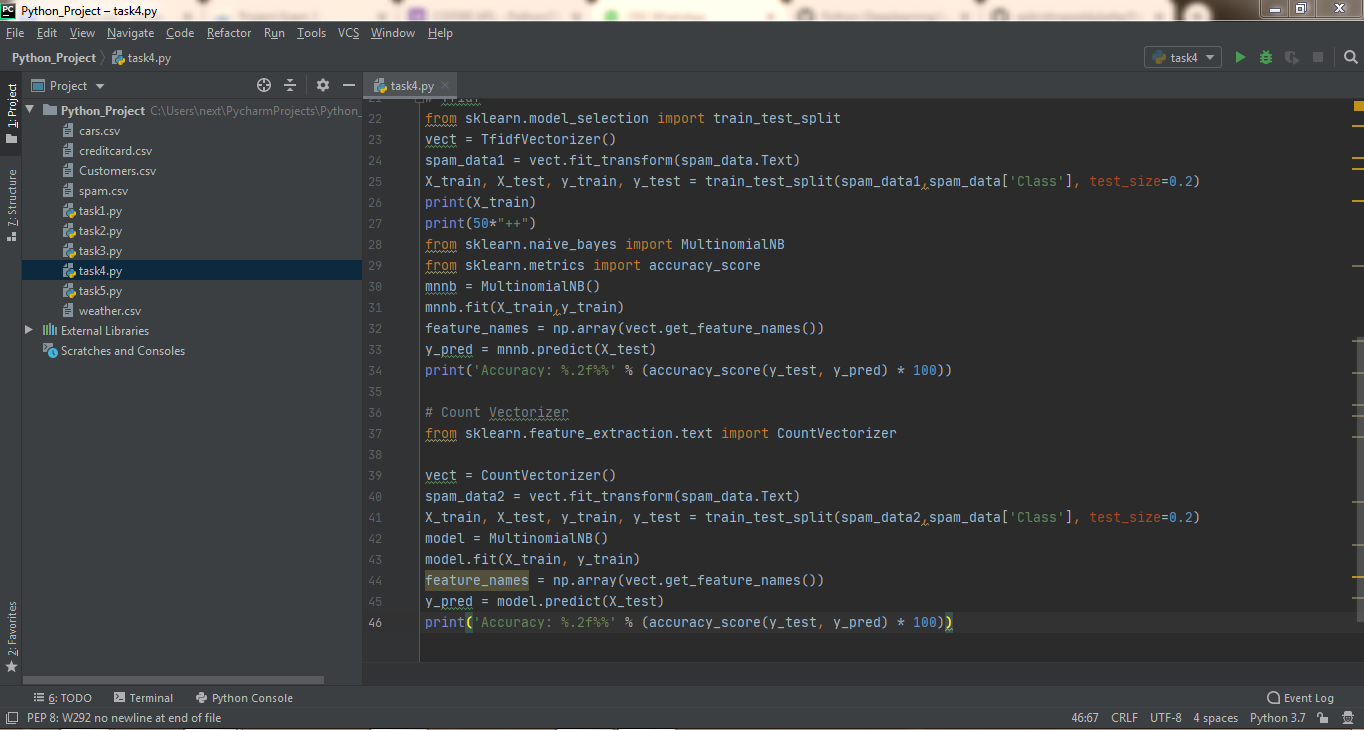 PC Python_Project – task4.py
File Edit View Navigate Code Refactor Run Tools VCS Window Help
Python_Project task4.py
task4
Project
task4.py
1: Project
7: Structure
2: Favorites
Python_Project C:\Users\next\PycharmProjects\Python_
cars.csv
creditcard.csv
Customers.csv
spam.csv
task1.py
task2.py
task3.py
task4.py
task5.py
weather.csv
External Libraries
Scratches and Consoles
22 from sklearn.model_selection import train_test_split
23 vect = TfidfVectorizer()
24 spam_data1 = vect.fit_transform(spam_data.Text)
25 X_train, X_test, y_train, y_test = train_test_split(spam_data1,spam_data['Class'], test_size=0.2)
26 print(X_train)
27 print(50*"++")
28 from sklearn.naive_bayes import MultinomialNB
29 from sklearn.metrics import accuracy_score
30 mnnb = MultinomialNB()
31 mnnb.fit(X_train,y_train)
32 feature_names = np.array(vect.get_feature_names())
33 y_pred = mnnb.predict(X_test)
34 print('Accuracy: %.2f%%' % (accuracy_score(y_test, y_pred) * 100))
35
36 # Count Vectorizer
37 from sklearn.feature_extraction.text import CountVectorizer
38
39 vect = CountVectorizer()
40 spam_data2 = vect.fit_transform(spam_data.Text)
41 X_train, X_test, y_train, y_test = train_test_split(spam_data2,spam_data['Class'], test_size=0.2)
42 model = MultinomialNB()
43 model.fit(X_train, y_train)
44 feature_names = np.array(vect.get_feature_names())
45 y_pred = model.predict(X_test)
46 print('Accuracy: %.2f%%' % (accuracy_score(y_test, y_pred) * 100))
6: TODO Terminal Python Console Event Log
PEP 8: W292 no newline at end of file 46:67 CRLF UTF-8 4 spaces Python 3.7